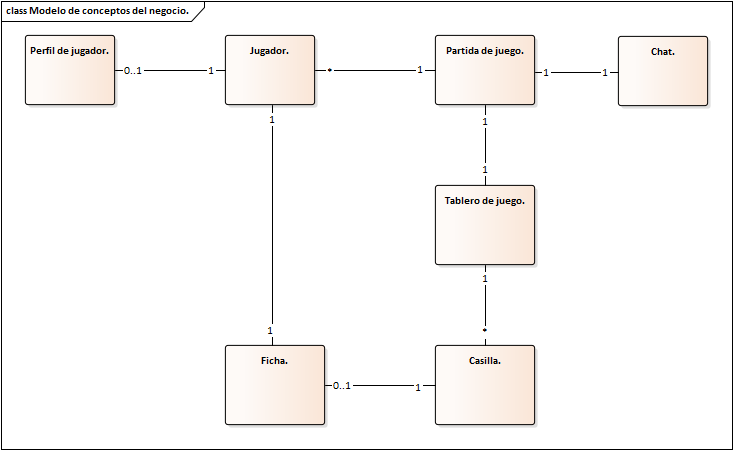 class Modelo de conceptos del negocio.
Perfil de jugador.
Jugador.
Partida de juego.
Chat.
0..1
1
*
1
1
1
1
1
1
Tablero de juego.
1
1
*
Ficha.
Casilla.
0..1
1